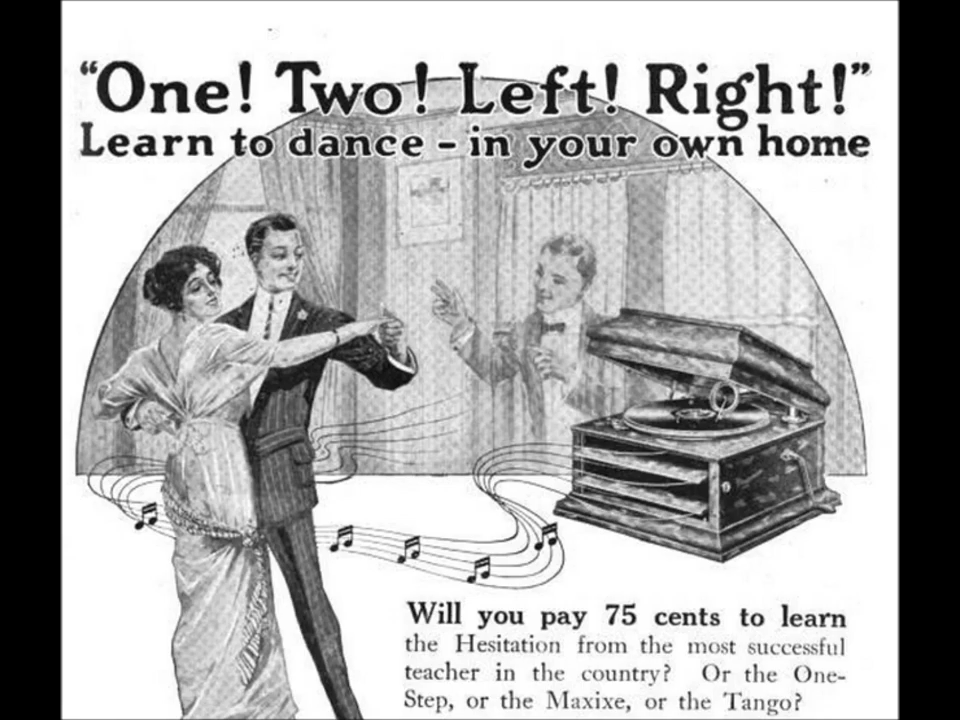 “One! Two! Left! Right!”
Learn to dance - in your own home
Will you pay 75 cents to learn
the Hesitation from the most successful
teacher in the country? Or the One-
Step, or the Maxixe, or the Tango?